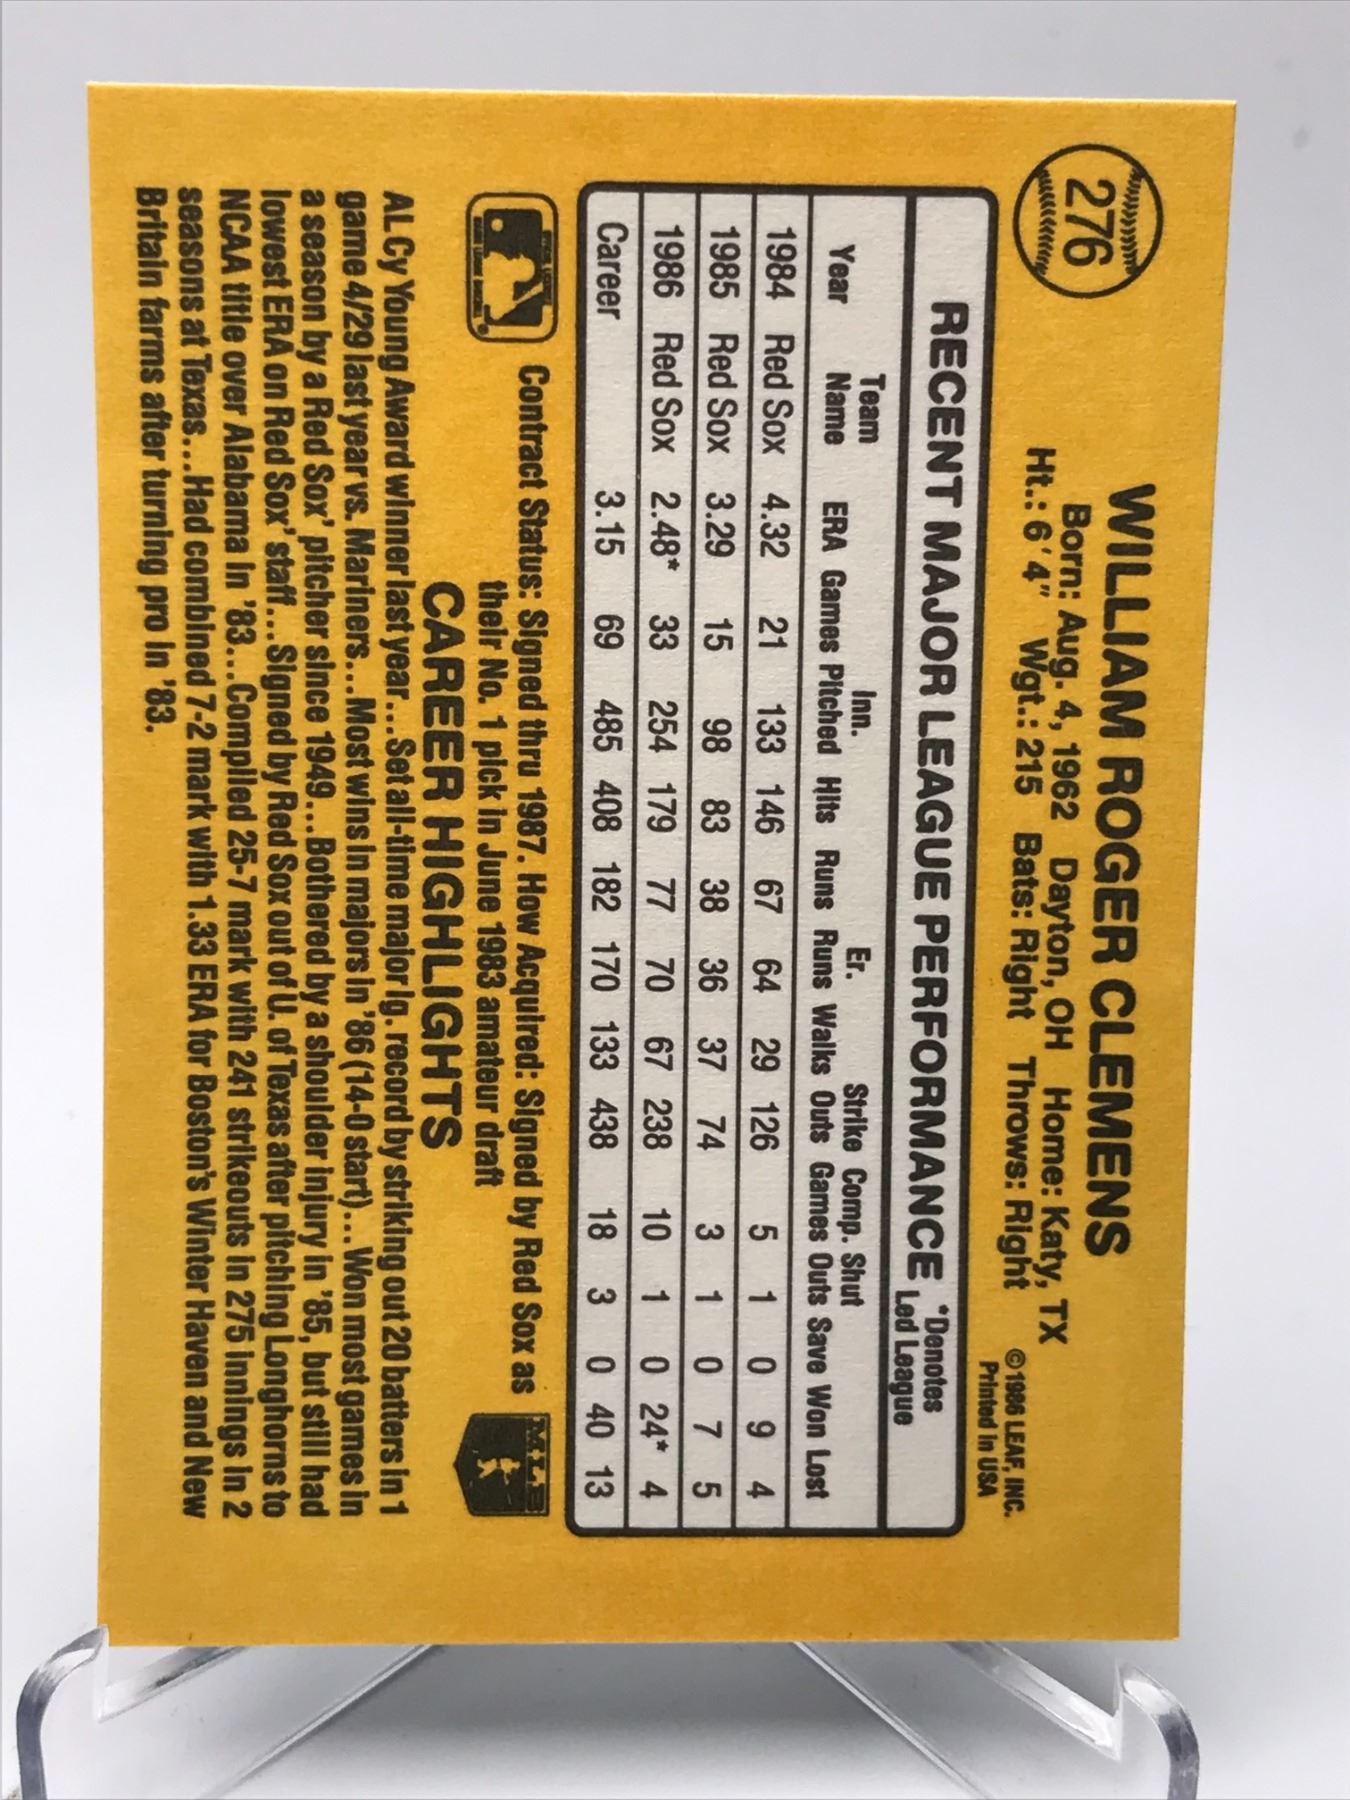 276
WILLIAM ROGER CLEMENS
Born: Aug. 4, 1962 Dayton, OH Home: Katy, TX
Ht.: 6'4" Wgt.: 215 Bats: Right Throws: Right
©1986 LEAF, INC.
Printed in USA
RECENT MAJOR LEAGUE PERFORMANCE *Denotes Led League
Year Team Name ERA Games Inn. Pitched Hits Runs Er. Runs Walks Strike Outs Comp. Games Shut Outs Save Won Lost
1984 Red Sox 4.32 21 133 146 67 64 29 126 5 1 0 9 4
1985 Red Sox 3.29 15 98 83 38 36 37 74 3 1 0 7 5
1986 Red Sox 2.48* 33 254 179 77 70 67 238 10 1 0 24* 4
Career 3.15 69 485 408 182 170 133 438 18 3 0 40 13
Contract Status: Signed thru 1987. How Acquired: Signed by Red Sox as
their No. 1 pick in June 1983 amateur draft
M.L.B
CAREER HIGHLIGHTS
AL Cy Young Award winner last year...Set all-time major lg. record by striking out 20 batters in 1
game 4/29 last year vs. Mariners...Most wins in majors in '86 (14-0 start)...Won most games in
a season by a Red Sox' pitcher since 1949...Bothered by a shoulder injury in '85, but still had
lowest ERA on Red Sox' staff...Signed by Red Sox out of U. of Texas after pitching Longhorns to
NCAA title over Alabama in '83...Compiled 25-7 mark with 241 strikeouts in 275 innings in 2
seasons at Texas...Had combined 7-2 mark with 1.33 ERA for Boston's Winter Haven and New
Britain farms after turning pro in '83.